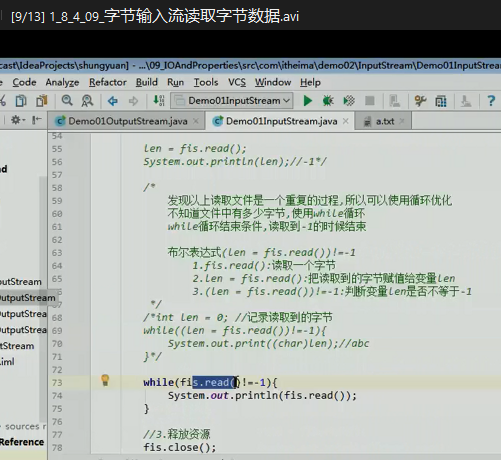 [9/13] 1_8_4_09_字节输入流读取字节数据.avi
cast\IdeaProjects\shungyuan] - ...\09_IOAndProperties\src\com\itheima\demo02\InputStream\Demo01InputStream
Build Run Tools VCS Window Help
Demo01InputStream
Demo01OutputStream.java Demo01InputStream.java a.txt
54
55 len = fis.read();
56 System.out.println(len);//-1*/
57
58 /*
59 发现以上读取文件是一个重复的过程,所以可以使用循环优化
60 不知道文件中有多少字节,使用while循环
61 while循环结束条件,读取到-1的时候结束
62
63 布尔表达式(len = fis.read())!=-1
64 1.fis.read():读取一个字节
65 2.len = fis.read():把读取到的字节赋值给变量len
66 3.(len = fis.read())!=-1:判断变量len是否不等于-1
67 */
68 /*int len = 0; //记录读取到的字节
69 while((len = fis.read())!=-1){
70 System.out.print((char)len);//abc
71 }*/
72
73 while(fis.read()!=-1){
74 System.out.println(fis.read());
75 }
76
77 //3.释放资源
78 fis.close();
nputStream
OutputStream
OutputStream
OutputStream
tStream
.iml
sources r
Reference